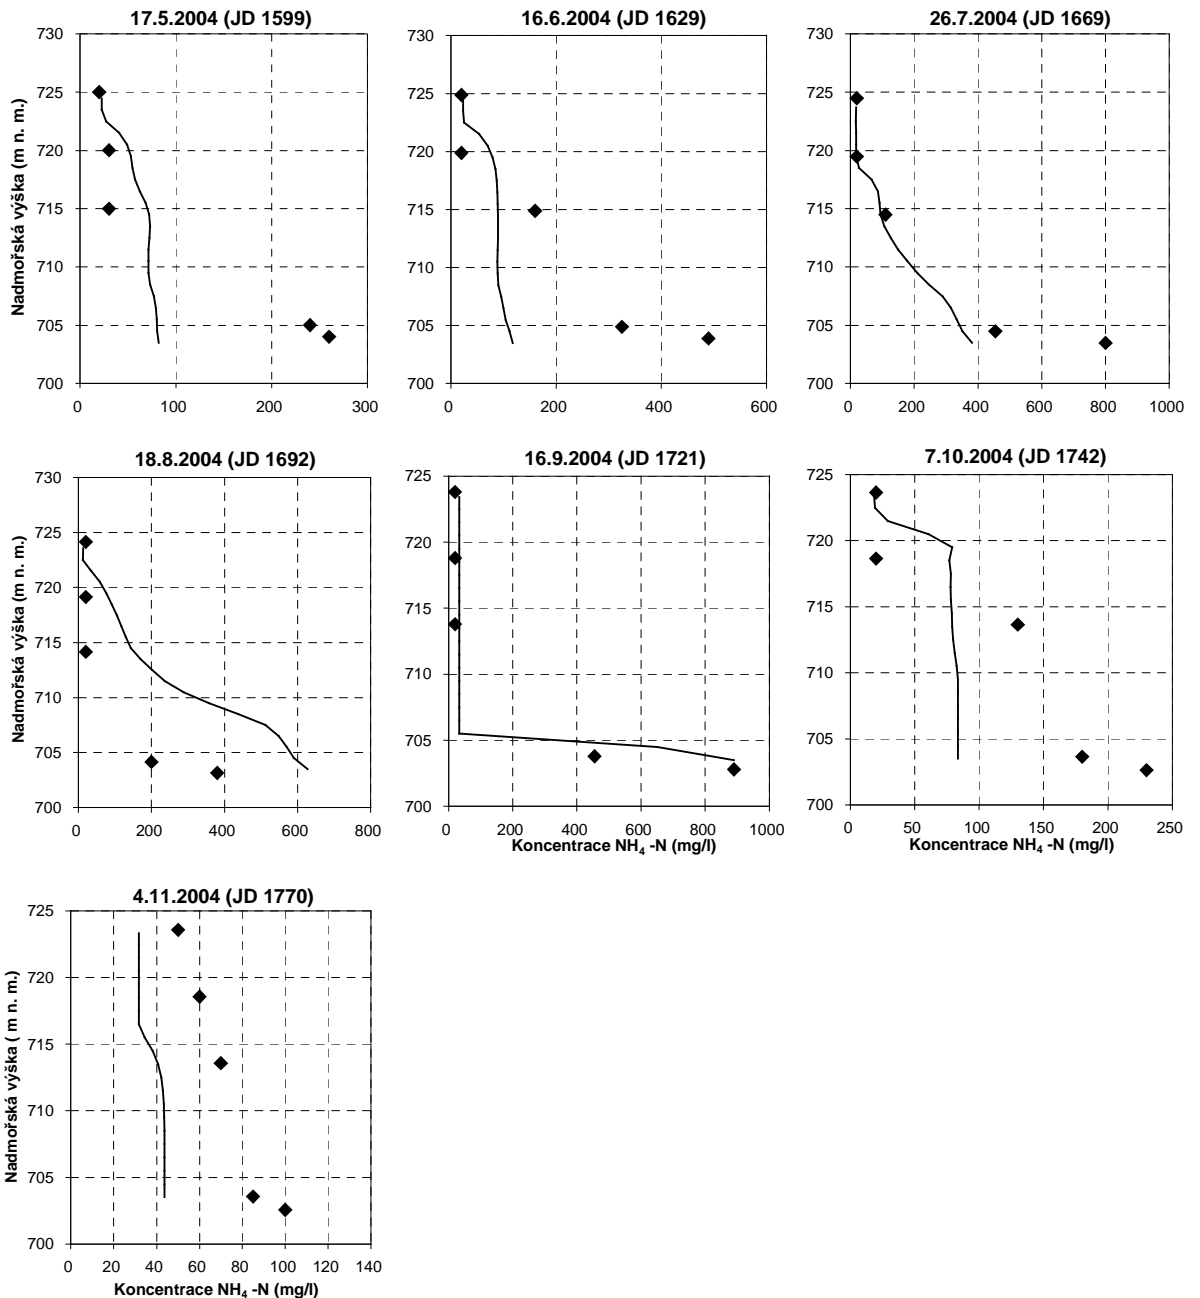 17.5.2004 (JD 1599)
730
725
720
715
710
705
700
0 100 200 300
Nadmořská výška (m n. m.)
16.6.2004 (JD 1629)
730
725
720
715
710
705
700
0 200 400 600
26.7.2004 (JD 1669)
730
725
720
715
710
705
700
0 200 400 600 800 1000
18.8.2004 (JD 1692)
730
725
720
715
710
705
700
0 200 400 600 800
Nadmořská výška (m n. m.)
16.9.2004 (JD 1721)
725
720
715
710
705
700
0 200 400 600 800 1000
Koncentrace NH₄ -N (mg/l)
7.10.2004 (JD 1742)
725
720
715
710
705
700
0 50 100 150 200 250
Koncentrace NH₄ -N (mg/l)
4.11.2004 (JD 1770)
725
720
715
710
705
700
0 20 40 60 80 100 120 140
Nadmořská výška ( m n. m.)
Koncentrace NH₄ -N (mg/l)